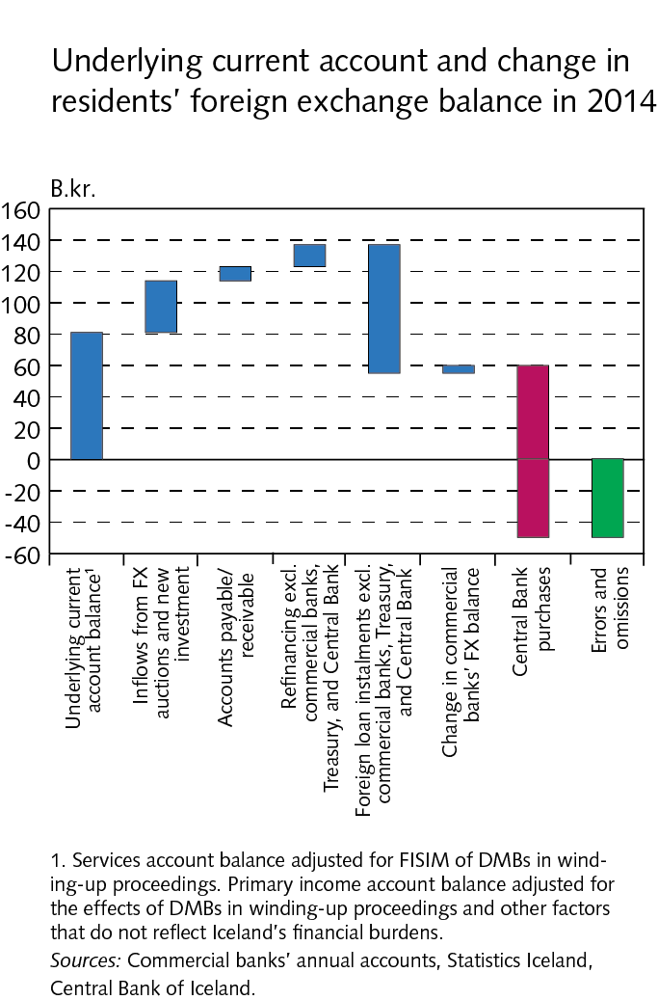 Underlying current account and change in
residents’ foreign exchange balance in 2014
B.kr.
160
140
120
100
80
60
40
20
0
-20
-40
-60
Underlying current
account balance¹
Inflows from FX
auctions and new
investment
Accounts payable/
receivable
Refinancing excl.
commercial banks,
Treasury, and Central Bank
Foreign loan instalments excl.
commercial banks, Treasury,
and Central Bank
Change in commercial
banks’ FX balance
Central Bank
purchases
Errors and
omissions
1. Services account balance adjusted for FISIM of DMBs in wind-
ing-up proceedings. Primary income account balance adjusted for
the effects of DMBs in winding-up proceedings and other factors
that do not reflect Iceland’s financial burdens.
Sources: Commercial banks’ annual accounts, Statistics Iceland,
Central Bank of Iceland.